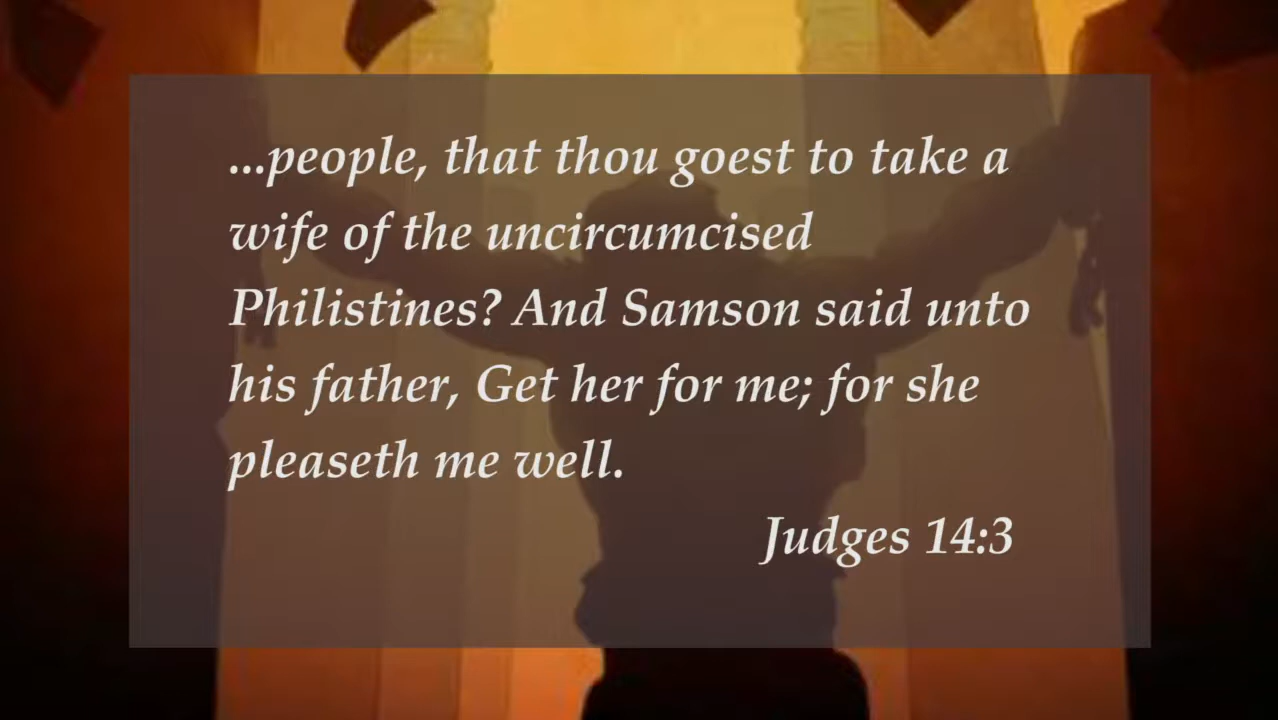 ...people, that thou goest to take a
wife of the uncircumcised
Philistines? And Samson said unto
his father, Get her for me; for she
pleaseth me well.
Judges 14:3